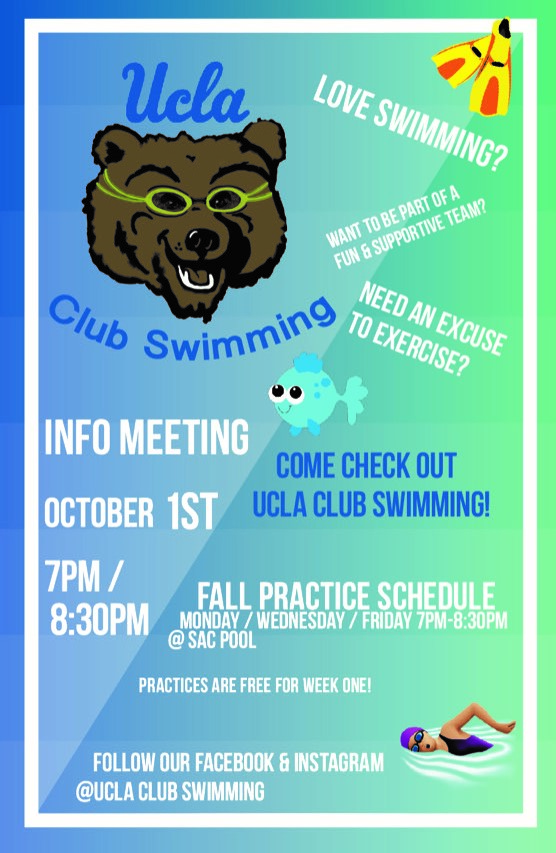 Ucla
Club Swimming
LOVE SWIMMING?
WANT TO BE PART OF A
FUN & SUPPORTIVE TEAM?
NEED AN EXCUSE
TO EXERCISE?
INFO MEETING
OCTOBER 1ST
7PM /
8:30PM
COME CHECK OUT
UCLA CLUB SWIMMING!
FALL PRACTICE SCHEDULE
MONDAY / WEDNESDAY / FRIDAY 7PM-8:30PM
@ SAC POOL
PRACTICES ARE FREE FOR WEEK ONE!
FOLLOW OUR FACEBOOK & INSTAGRAM
@UCLA CLUB SWIMMING